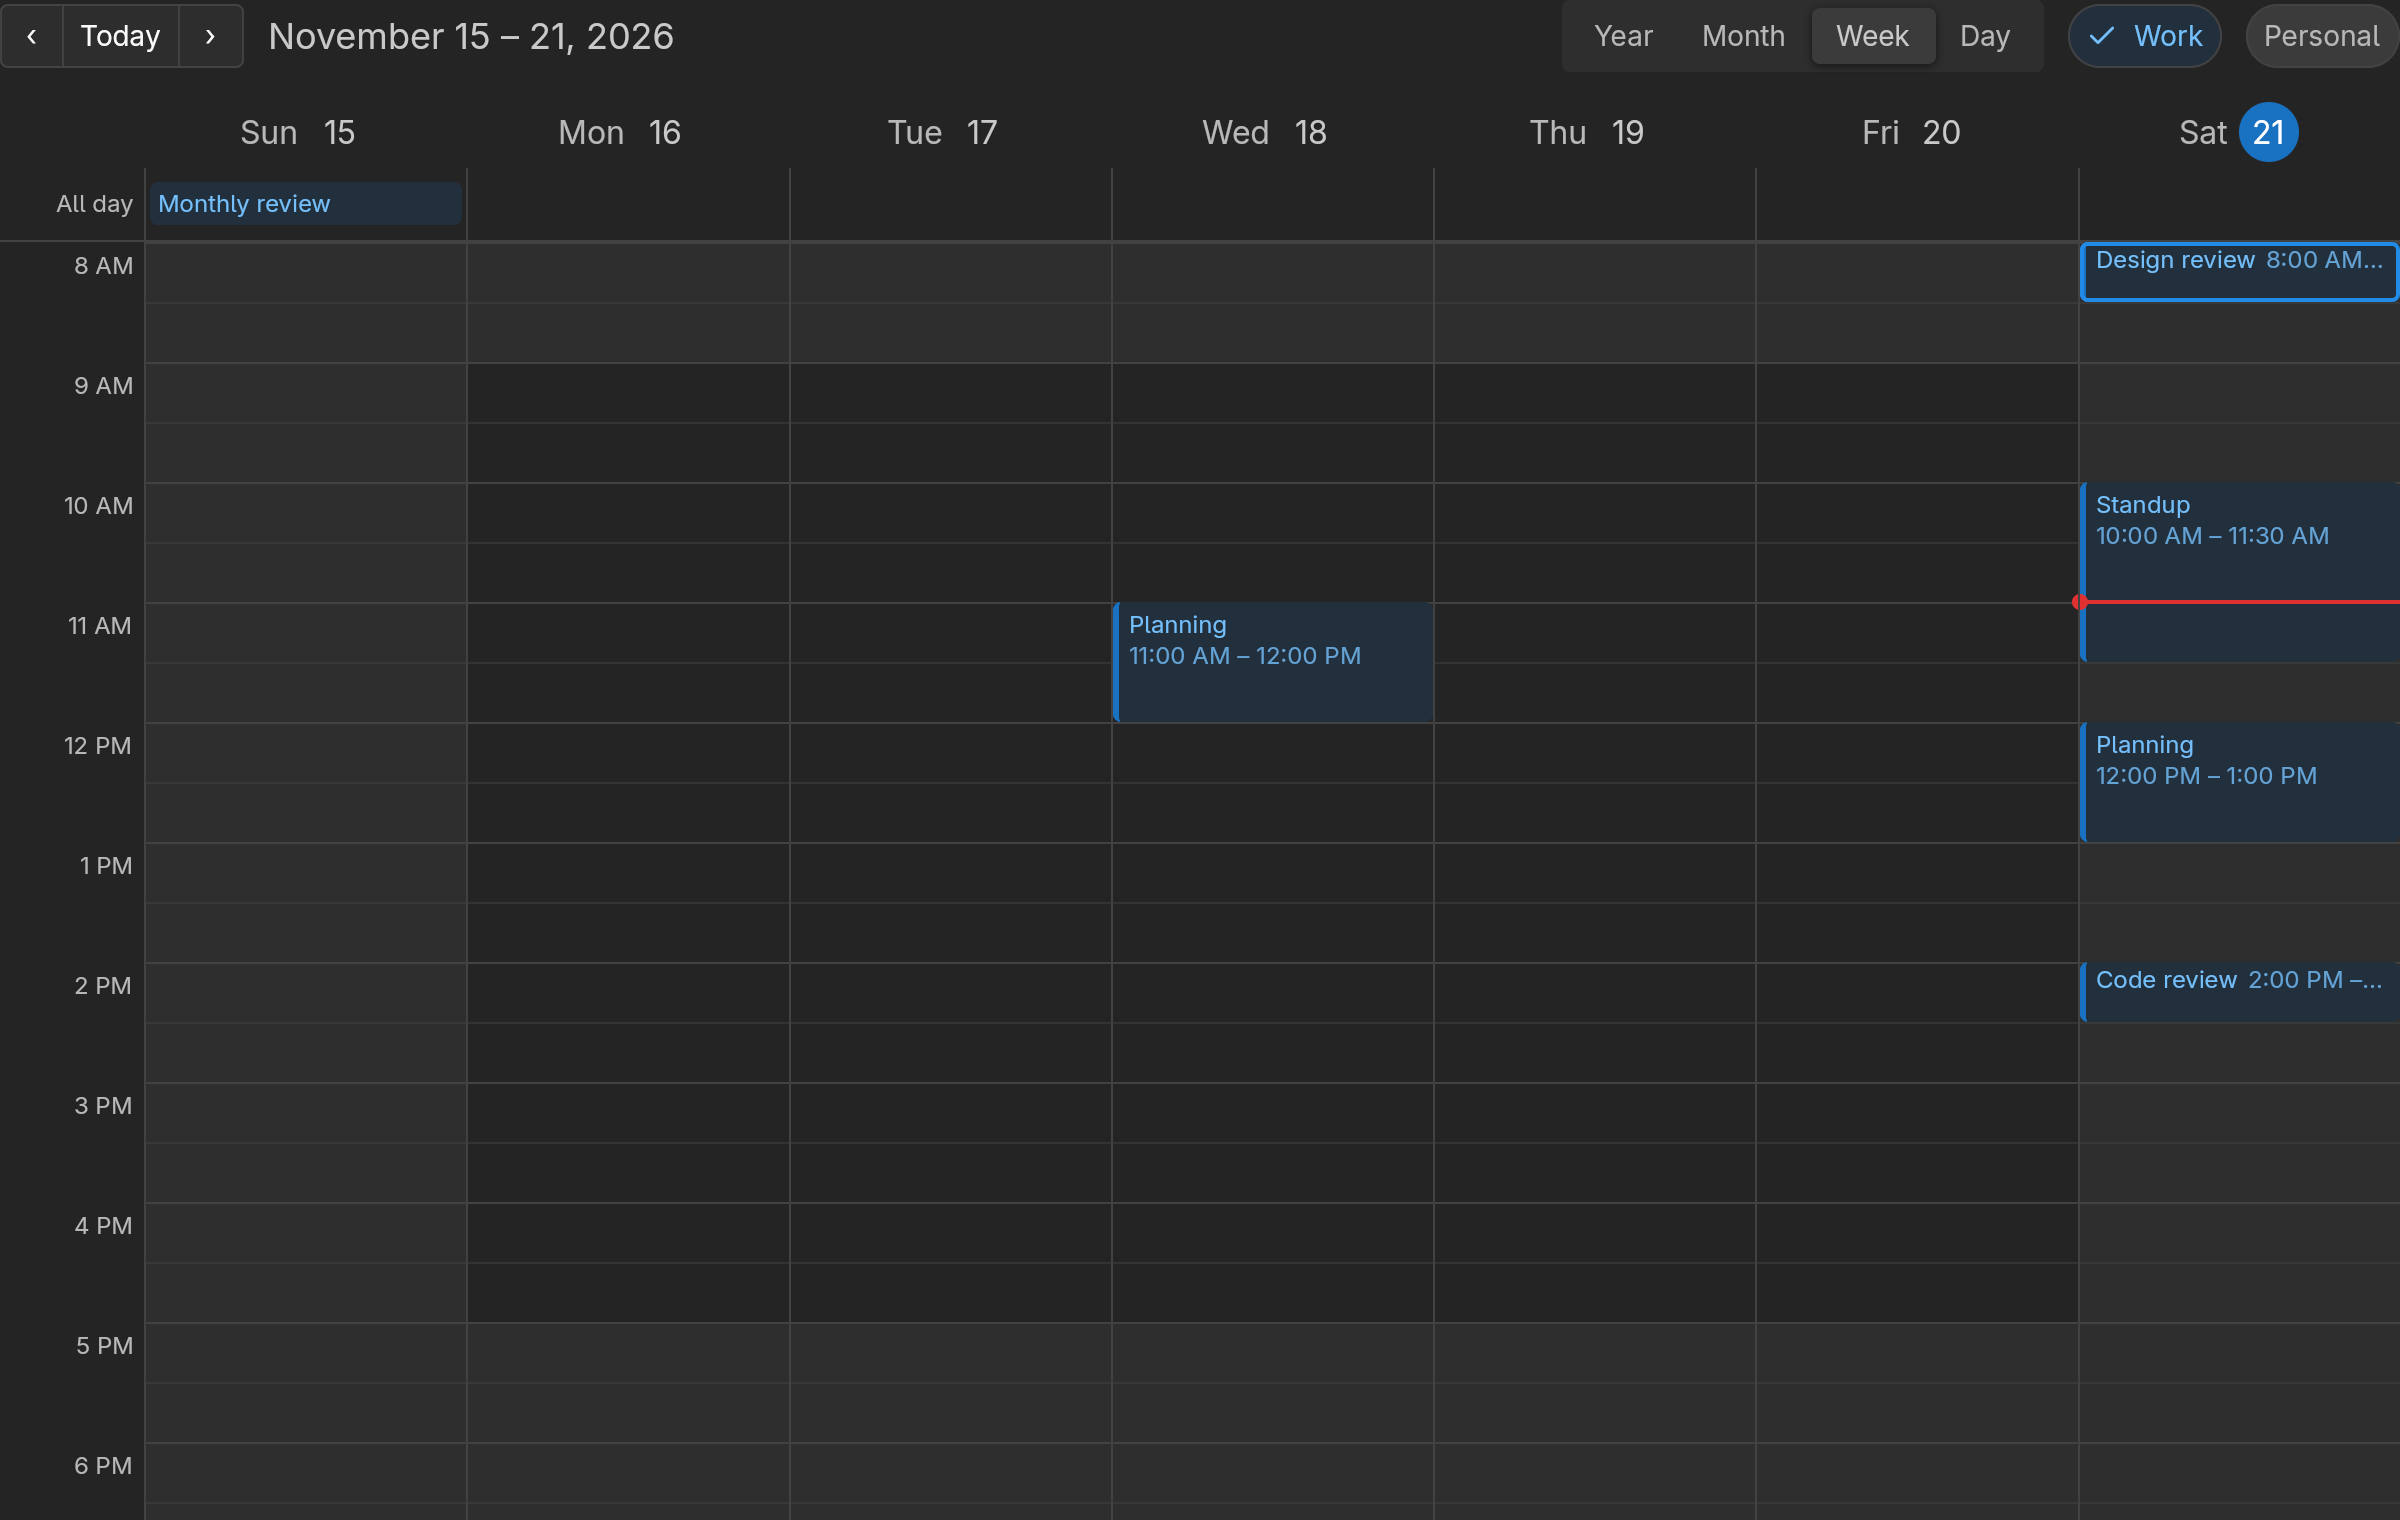 ‹ Today › November 15 – 21, 2026 Year Month Week Day Work Personal
Sun 15 Mon 16 Tue 17 Wed 18 Thu 19 Fri 20 Sat 21
All day Monthly review
8 AM Design review 8:00 AM...
9 AM
10 AM Standup
10:00 AM – 11:30 AM
11 AM Planning
11:00 AM – 12:00 PM
12 PM Planning
12:00 PM – 1:00 PM
1 PM
2 PM Code review 2:00 PM –...
3 PM
4 PM
5 PM
6 PM